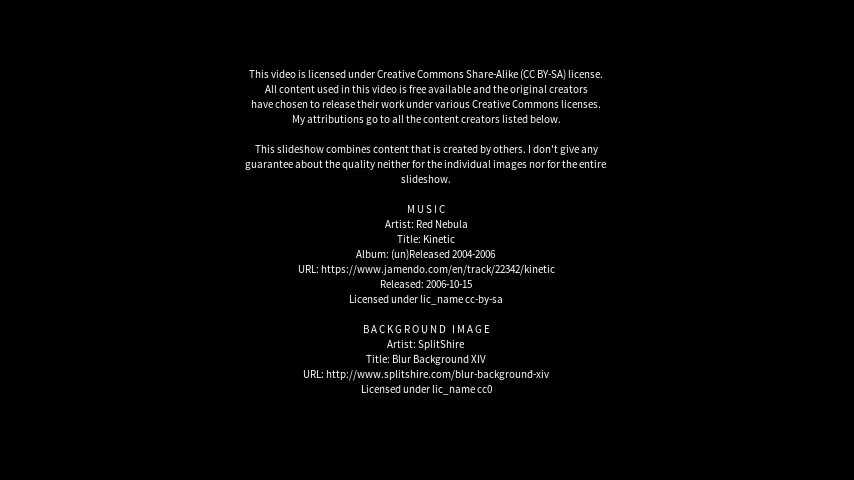 This video is licensed under Creative Commons Share-Alike (CC BY-SA) license.
All content used in this video is free available and the original creators
have chosen to release their work under various Creative Commons licenses.
My attributions go to all the content creators listed below.
This slideshow combines content that is created by others. I don't give any
guarantee about the quality neither for the individual images nor for the entire
slideshow.
MUSIC
Artist: Red Nebula
Title: Kinetic
Album: (un)Released 2004-2006
URL: https://www.jamendo.com/en/track/22342/kinetic
Released: 2006-10-15
Licensed under lic_name cc-by-sa
BACKGROUND IMAGE
Artist: SplitShire
Title: Blur Background XIV
URL: http://www.splitshire.com/blur-background-xiv
Licensed under lic_name cc0